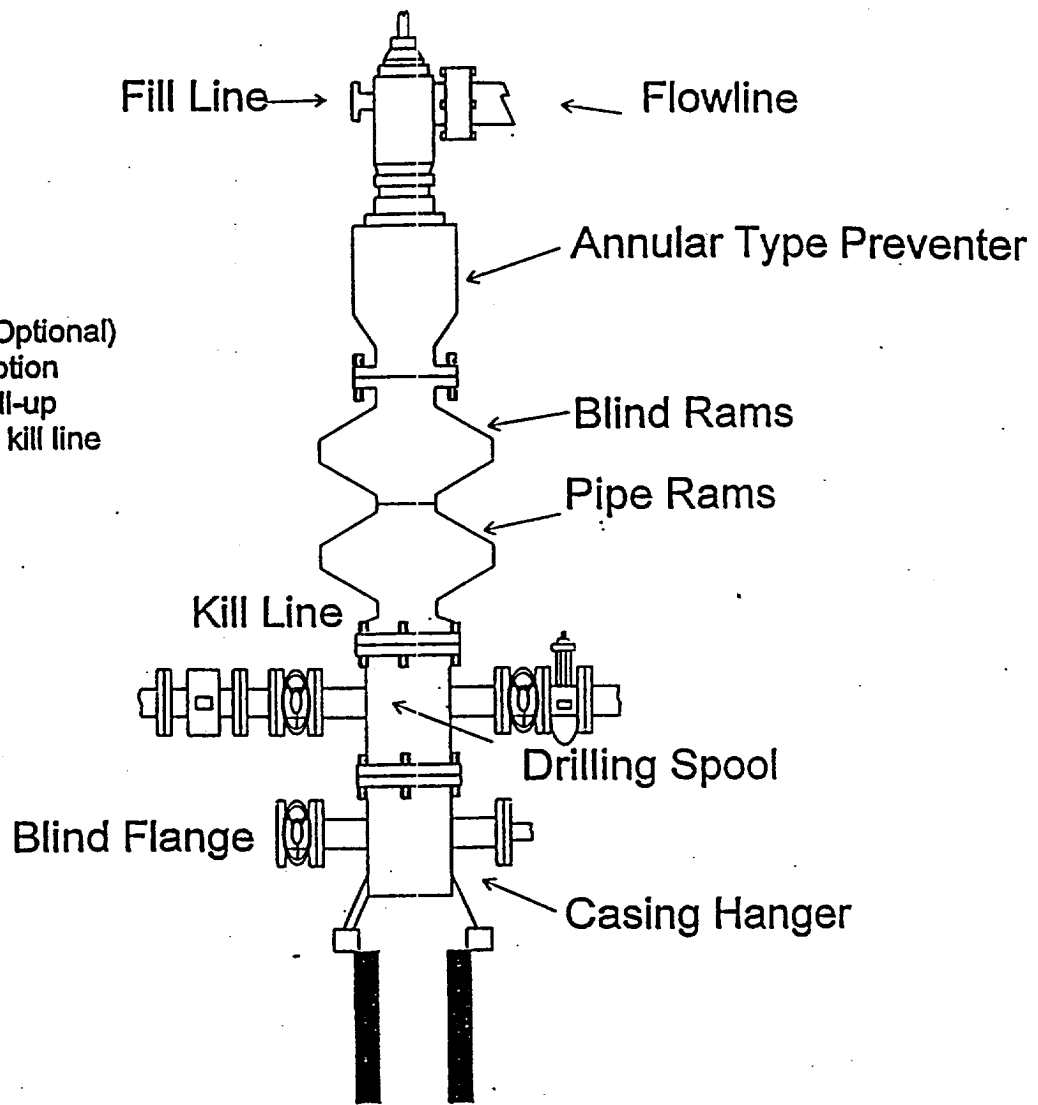 Fill Line
Flowline
Annular Type Preventer
Optional)
ll-up
kill line
Blind Rams
Pipe Rams
Kill Line
Drilling Spool
Blind Flange
Casing Hanger